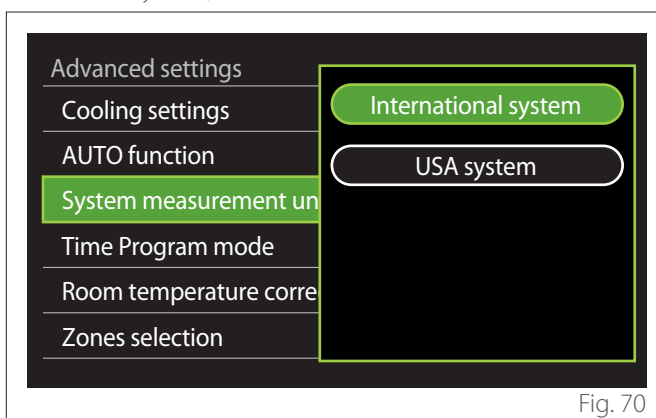 Advanced settings
Cooling settings
AUTO function
System measurement un
Time Program mode
Room temperature corre
Zones selection
International system
USA system
Fig. 70